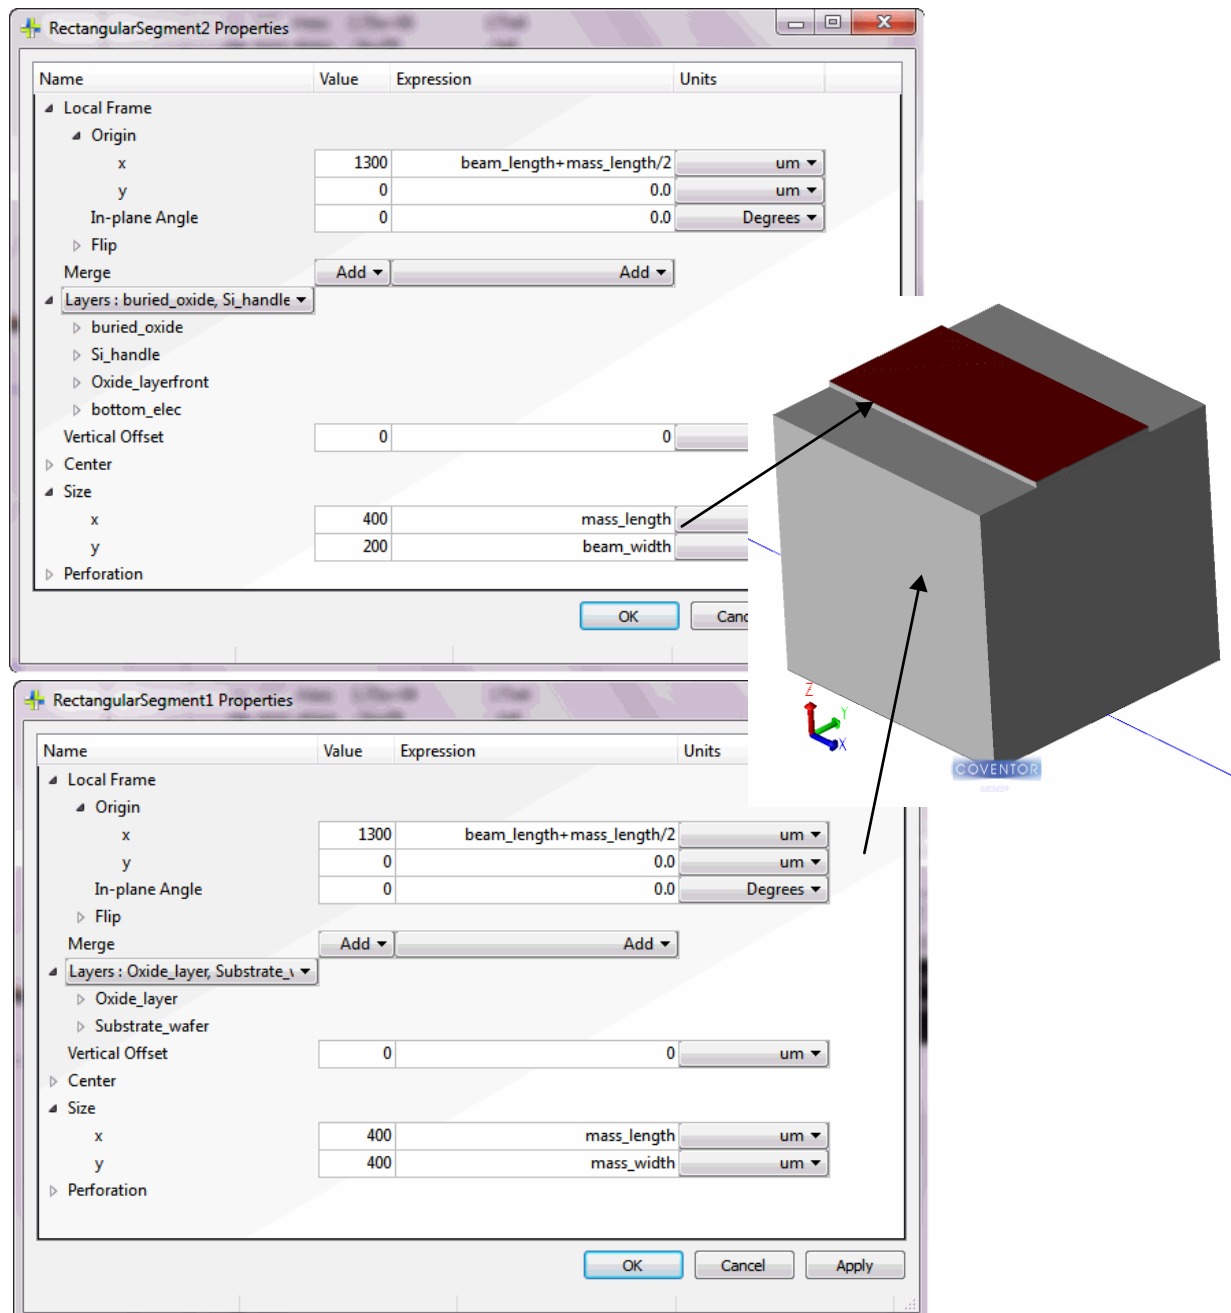 RectangularSegment2 Properties
Name Value Expression Units
Local Frame
Origin
x 1300 beam_length+mass_length/2 um
y 0 0.0 um
In-plane Angle 0 0.0 Degrees
Flip
Merge Add Add
Layers : buried_oxide, Si_handle
buried_oxide
Si_handle
Oxide_layerfront
bottom_elec
Vertical Offset 0 0
Center
Size
x 400 mass_length
y 200 beam_width
Perforation
OK Canc
Z
Y
X
COVENTOR
RectangularSegment1 Properties
Name Value Expression Units
Local Frame
Origin
x 1300 beam_length+mass_length/2 um
y 0 0.0 um
In-plane Angle 0 0.0 Degrees
Flip
Merge Add Add
Layers : Oxide_layer, Substrate_
Oxide_layer
Substrate_wafer
Vertical Offset 0 0 um
Center
Size
x 400 mass_length um
y 400 mass_width um
Perforation
OK Cancel Apply